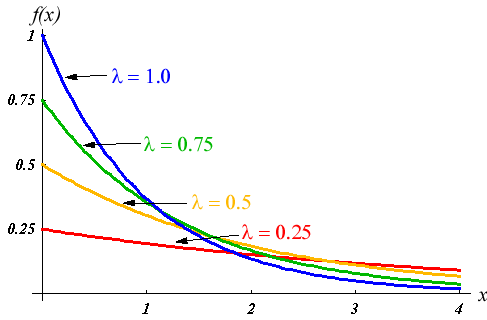 f(x)
1
λ = 1.0
0.75
λ = 0.75
0.5
λ = 0.5
0.25
λ = 0.25
x
1 2 3 4